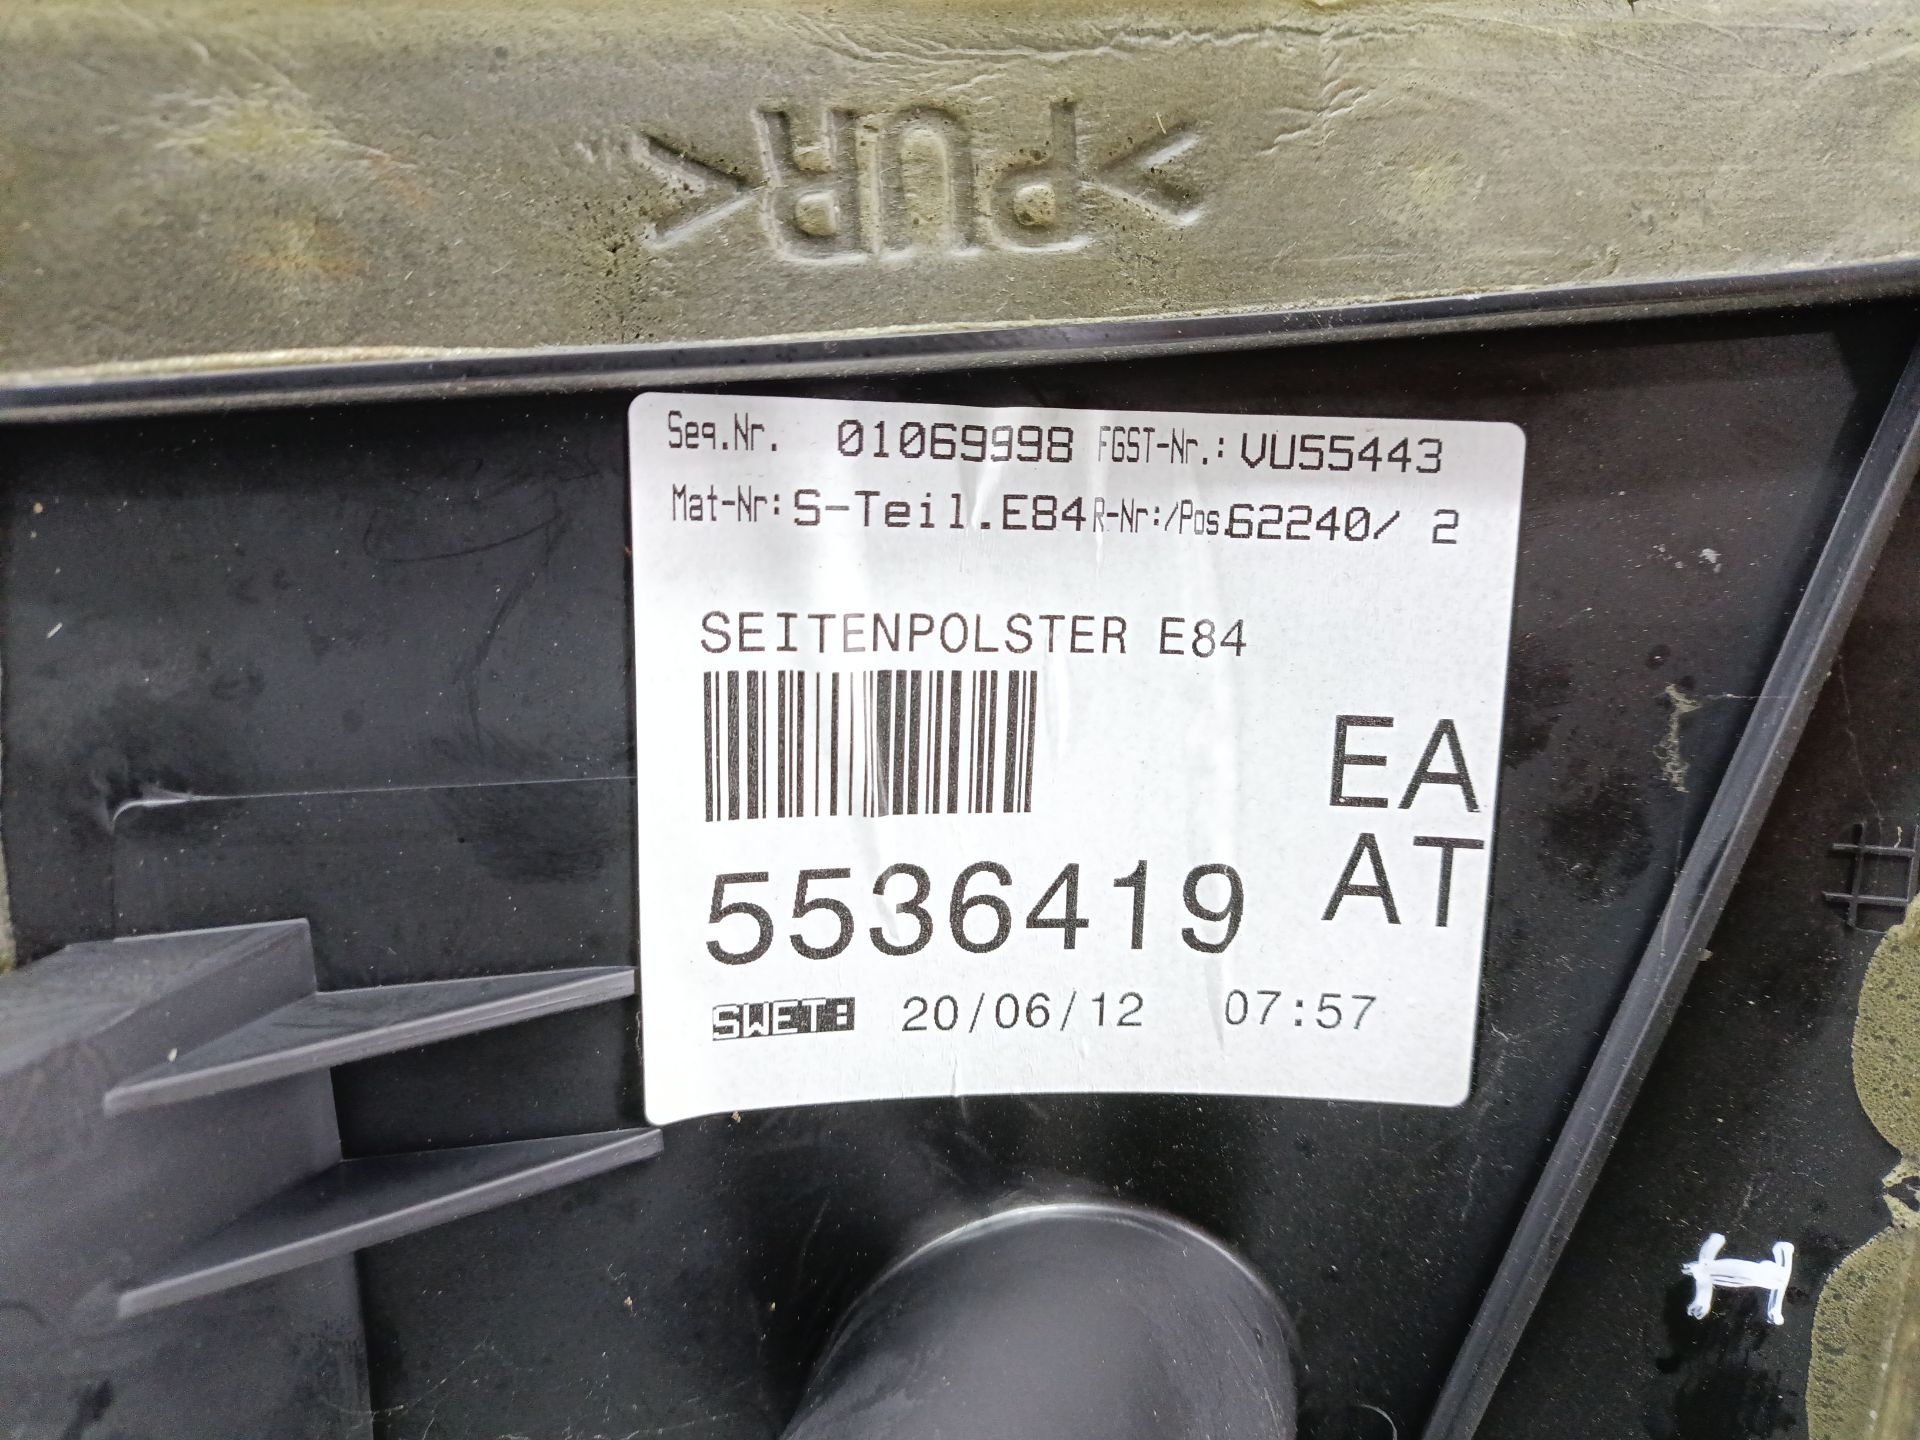 >PUR<
Seq.Nr. 01069998 FGST-Nr.: VU55443
Mat-Nr: S-Teil.E84 R-Nr:/Pos. 62240/ 2
SEITENPOLSTER E84
EA
AT
5536419
SWET: 20/06/12 07:57
H